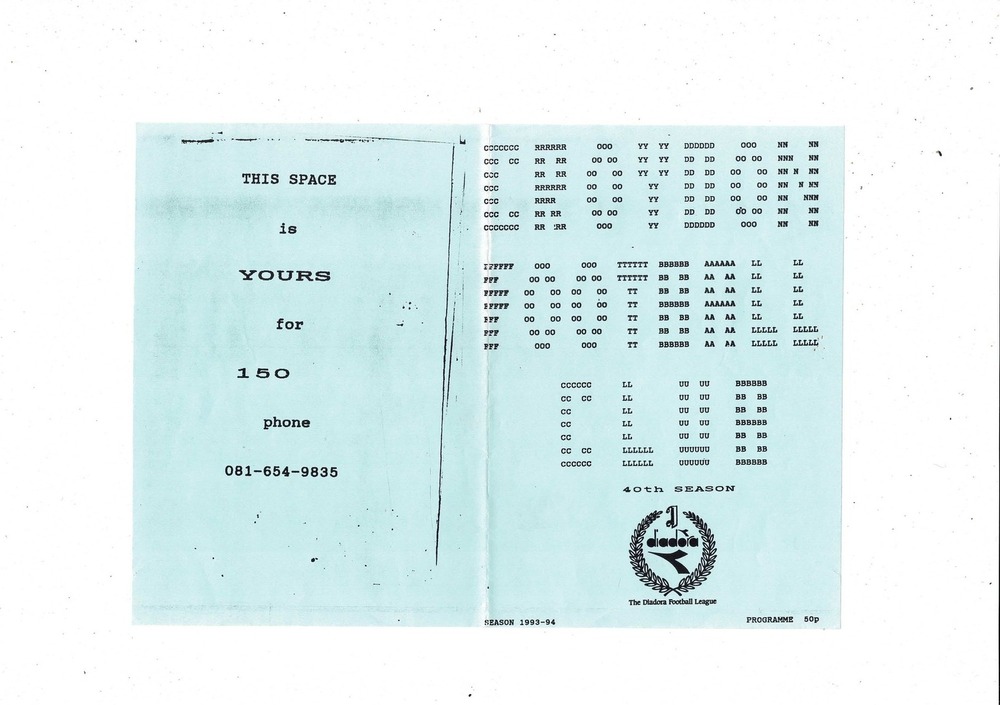 THIS SPACE
is
YOURS
for
150
phone
081-654-9835
CROYDON
FOOTBALL
CLUB
40th SEASON
diadora
The Diadora Football League
SEASON 1993-94
PROGRAMME 50p